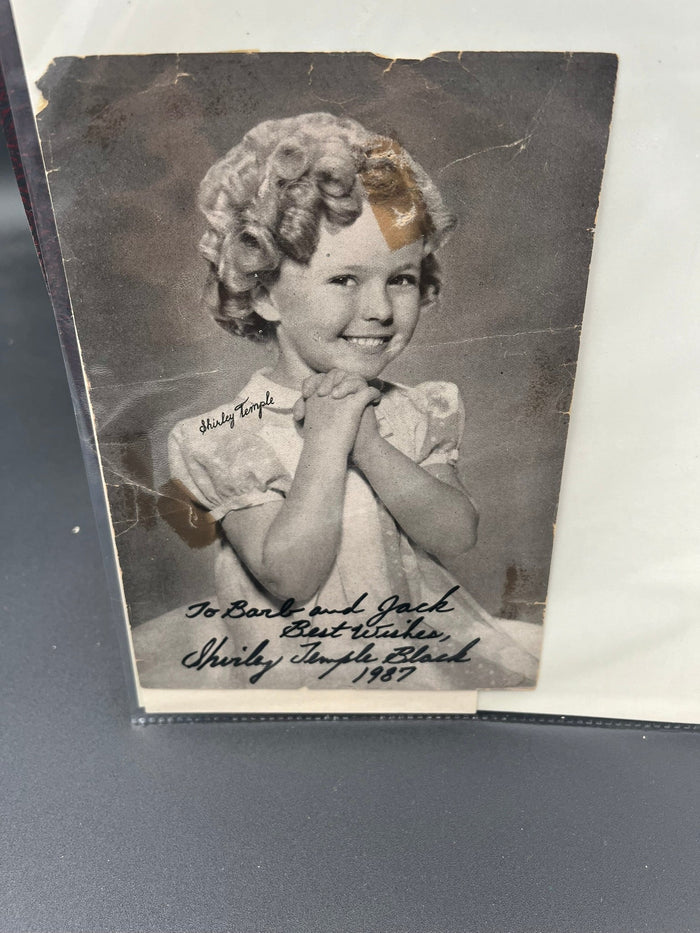 Shirley Temple
To Barb and Jack
Best Wishes,
Shirley Temple Black
1987